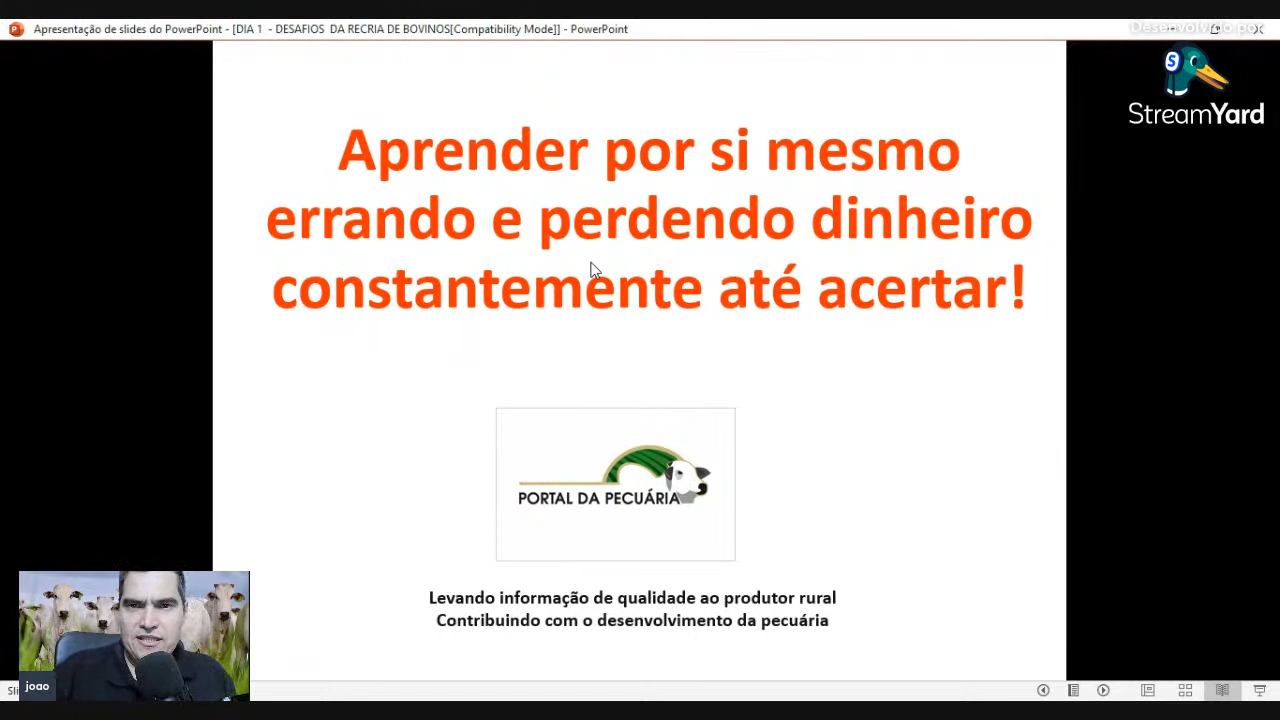 Apresentação de slides do PowerPoint - [DIA 1 - DESAFIOS DA RECRIA DE BOVINOS[Compatibility Mode]] - PowerPoint
Desenvolvido por
StreamYard
Aprender por si mesmo
errando e perdendo dinheiro
constantemente até acertar!
PORTAL DA PECUÁRIA
Levando informação de qualidade ao produtor rural
Contribuindo com o desenvolvimento da pecuária
joao